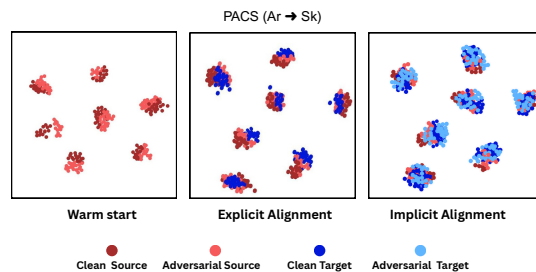 PACS (Ar ➔ Sk)
Warm start
Explicit Alignment
Implicit Alignment
Clean Source
Adversarial Source
Clean Target
Adversarial Target